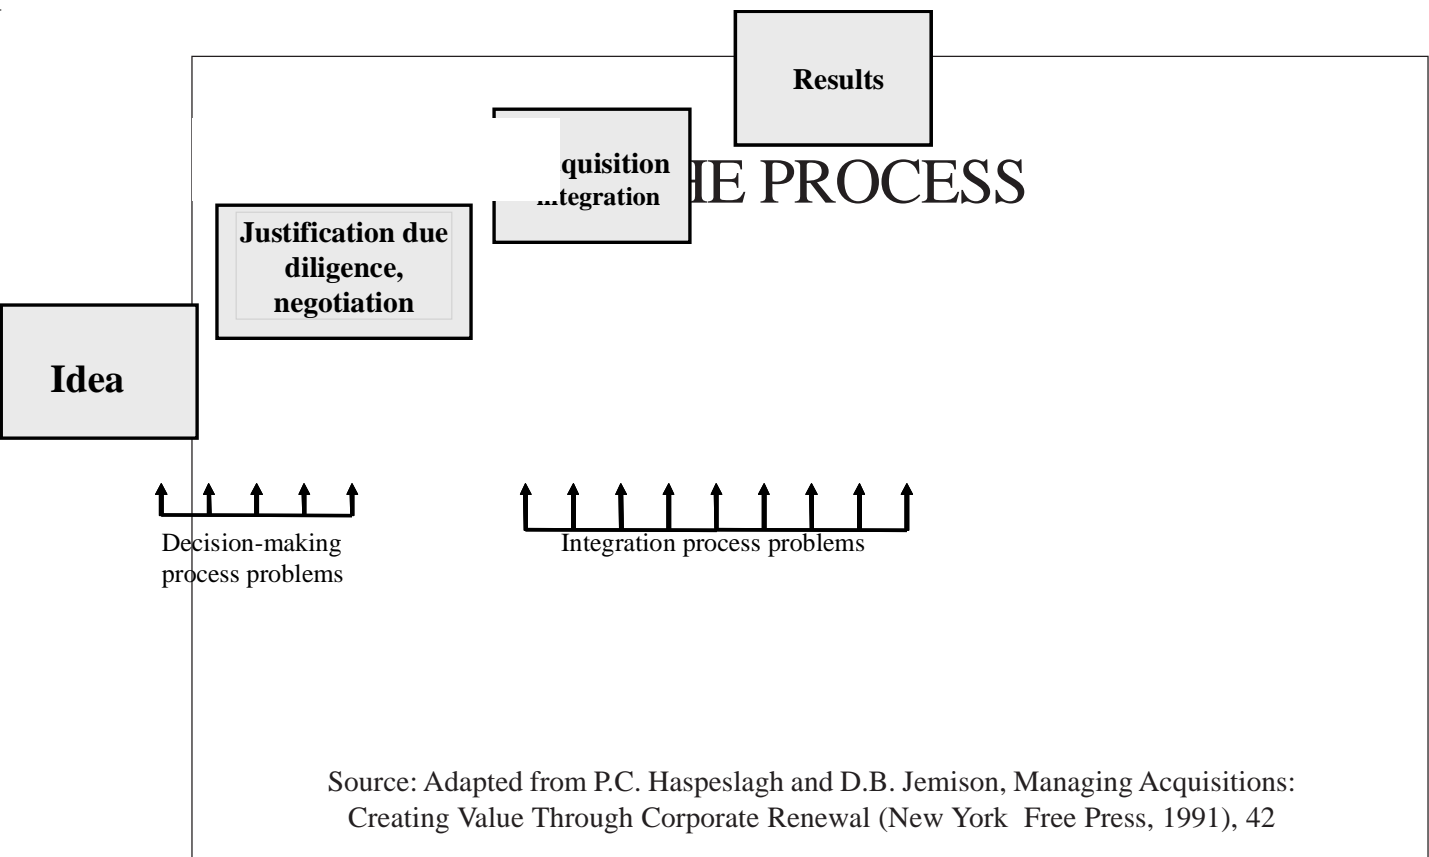 Results
quisition
tegration
HE PROCESS
Justification due
diligence,
negotiation
Idea
Decision-making
process problems
Integration process problems
Source: Adapted from P.C. Haspeslagh and D.B. Jemison, Managing Acquisitions:
Creating Value Through Corporate Renewal (New York Free Press, 1991), 42